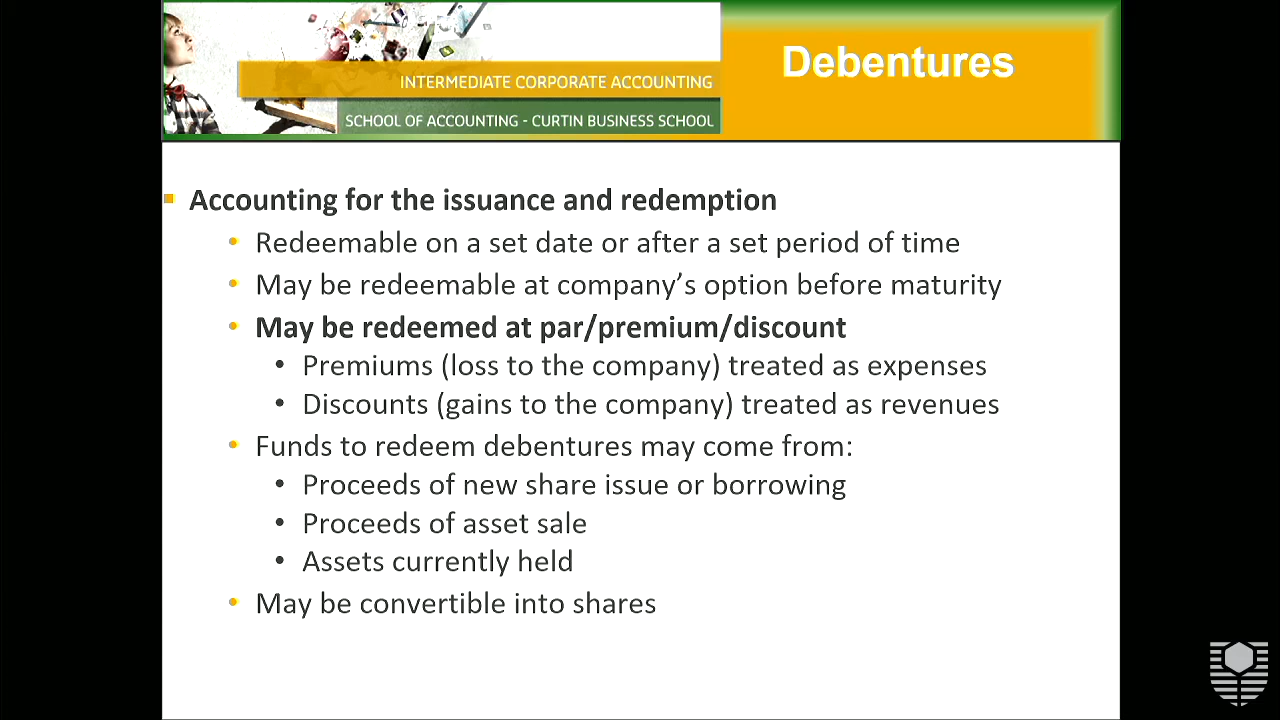 Debentures
INTERMEDIATE CORPORATE ACCOUNTING
SCHOOL OF ACCOUNTING - CURTIN BUSINESS SCHOOL
Accounting for the issuance and redemption
Redeemable on a set date or after a set period of time
May be redeemable at company’s option before maturity
May be redeemed at par/premium/discount
Premiums (loss to the company) treated as expenses
Discounts (gains to the company) treated as revenues
Funds to redeem debentures may come from:
Proceeds of new share issue or borrowing
Proceeds of asset sale
Assets currently held
May be convertible into shares